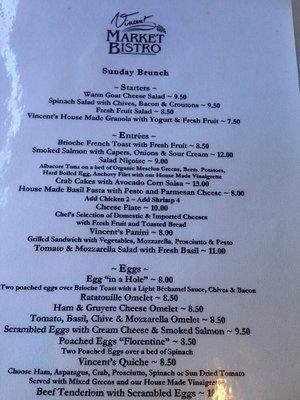 Vincent
MARKET
BISTRO
Sunday Brunch
~ Starters ~
Warm Goat Cheese Salad ~ 9.50
Spinach Salad with Chives, Bacon & Croutons ~ 9.50
Fresh Fruit Salad ~ 8.50
Vincent's House Made Granola with Yogurt & Fresh Fruit ~ 7.50
~ Entrées ~
Brioche French Toast with Fresh Fruit ~ 8.50
Smoked Salmon with Capers, Onions & Sour Cream ~ 12.00
Salad Niçoise ~ 9.00
Albacore Tuna on a bed of Organic Mesclun Greens, Beets, Potatoes,
Hard Boiled Egg, Anchovy Filet with our House Made Vinaigrette
Crab Cakes with Avocado Corn Salsa ~ 13.00
House Made Basil Pasta with Pesto and Parmesan Cheese ~ 8.00
Add Chicken 2 ~ Add Shrimp 4
Cheese Plate ~ 10.00
Chef's Selection of Domestic & Imported Cheeses
with Fresh Fruit and Toasted Bread
Vincent's Panini ~ 8.00
Grilled Sandwich with Vegetables, Mozzarella, Prosciutto & Pesto
Tomato & Mozzarella Salad with Fresh Basil ~ 11.00
~ Eggs ~
Egg "in a Hole" ~ 8.00
Two poached eggs over Brioche Toast with a Light Béchamel Sauce, Chives & Bacon
Ratatouille Omelet ~ 8.50
Ham & Gruyere Cheese Omelet ~ 8.50
Tomato, Basil, Chive & Mozzarella Omelet ~ 8.50
Scrambled Eggs with Cream Cheese & Smoked Salmon ~ 9.50
Poached Eggs "Florentine" ~ 8.50
Two Poached Eggs over a bed of Spinach
Vincent's Quiche ~ 8.50
Choose Ham, Asparagus, Crab, Prosciutto, Spinach or Sun Dried Tomato
Served with Mixed Greens and our House Made Vinaigrette
Beef Tenderloin with Scrambled Eggs ~